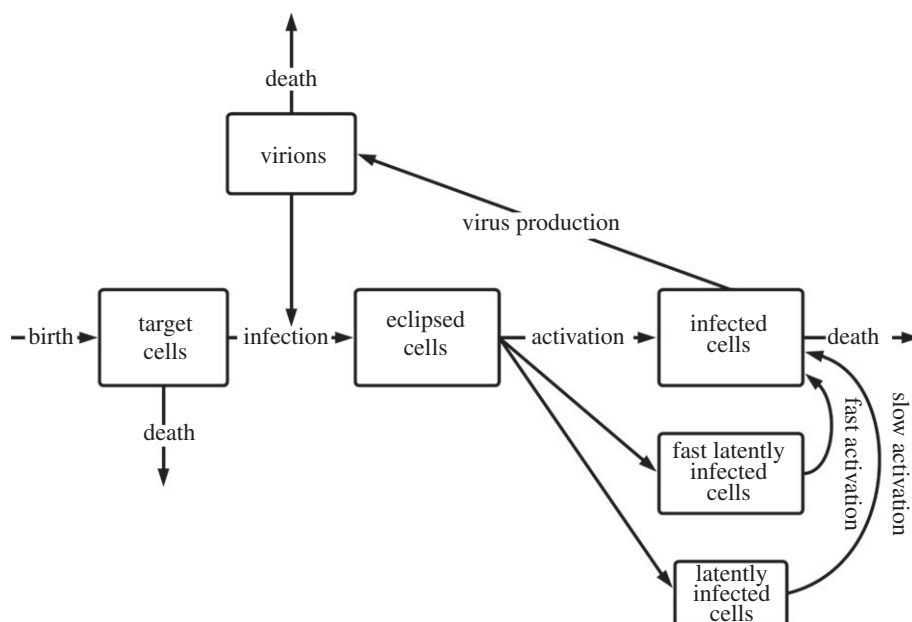 death
virions
virus production
birth
target
cells
infection
eclipsed
cells
activation
infected
cells
death
death
fast latently
infected
cells
fast activation
slow activation
latently
infected
cells